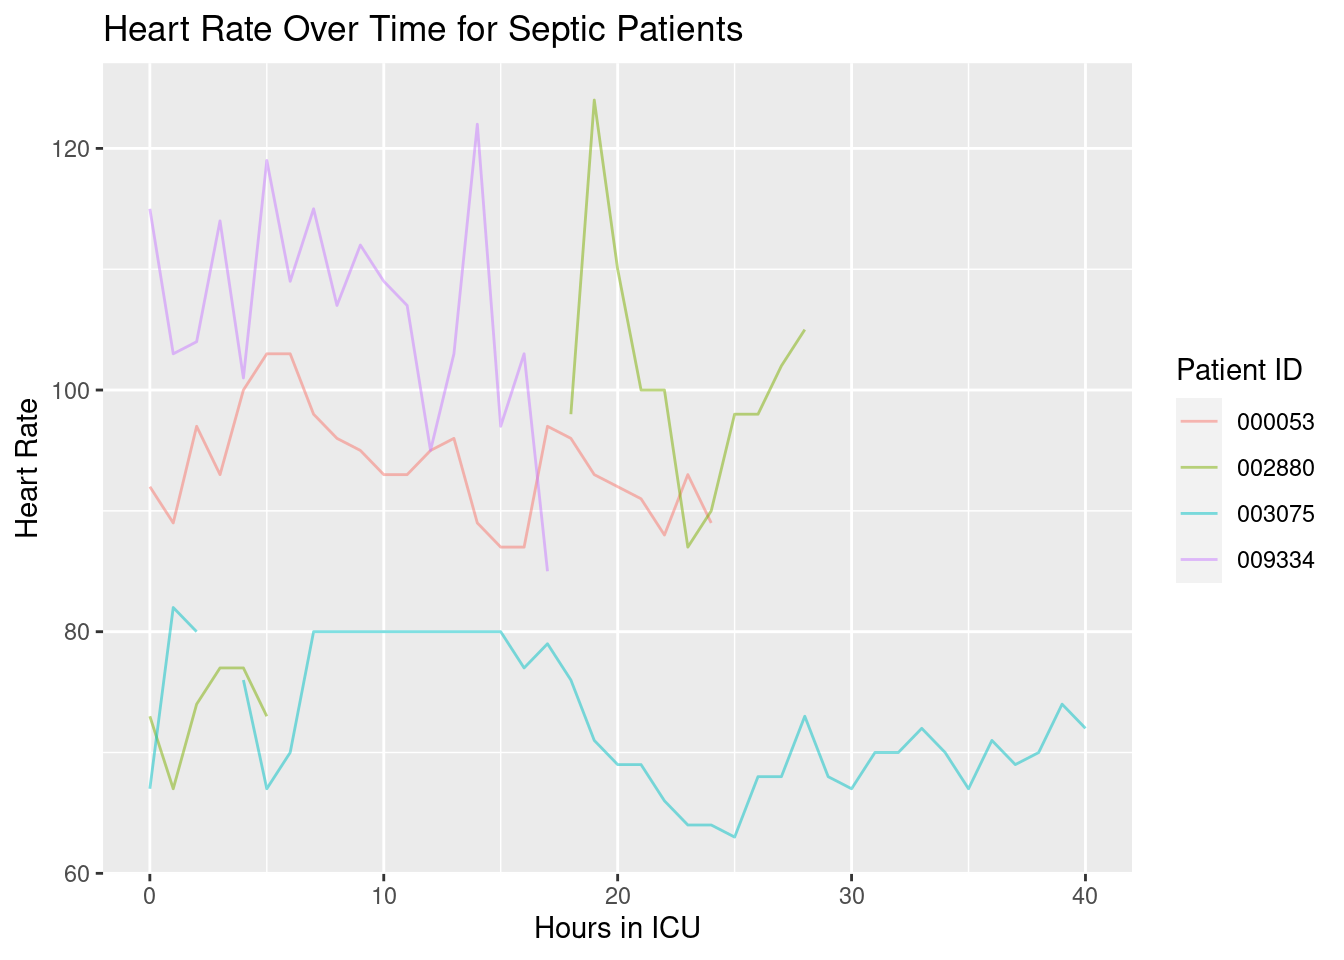 Heart Rate Over Time for Septic Patients
Heart Rate
120
100
80
60
0 10 20 30 40
Hours in ICU
Patient ID
000053
002880
003075
009334